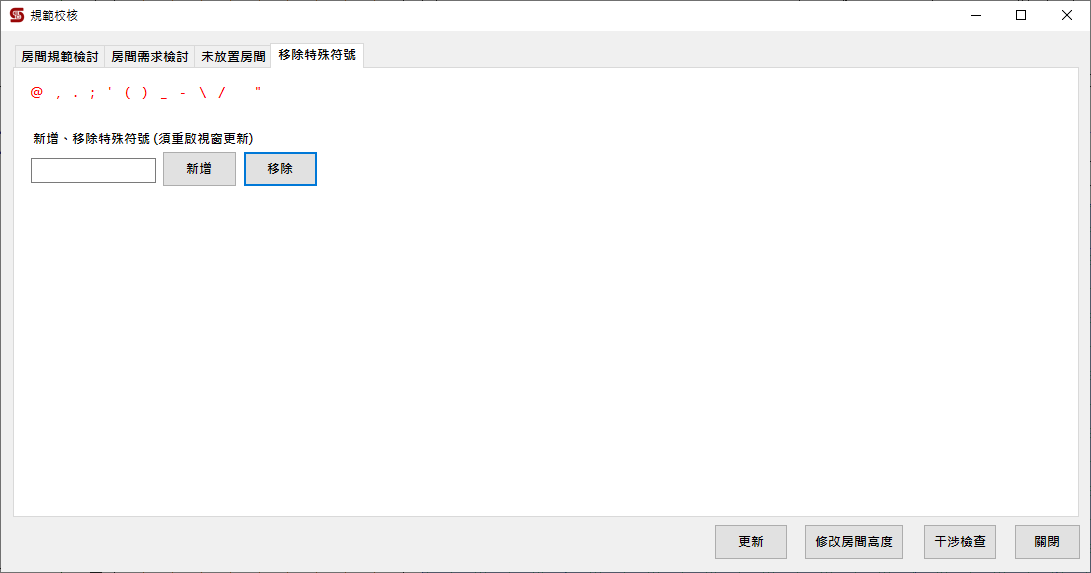 規範校核
房間規範檢討 房間需求檢討 未放置房間 移除特殊符號
@ , . ; ' ( ) _ - \ / "
新增、移除特殊符號 (須重啟視窗更新)
新增 移除
更新 修改房間高度 干涉檢查 關閉